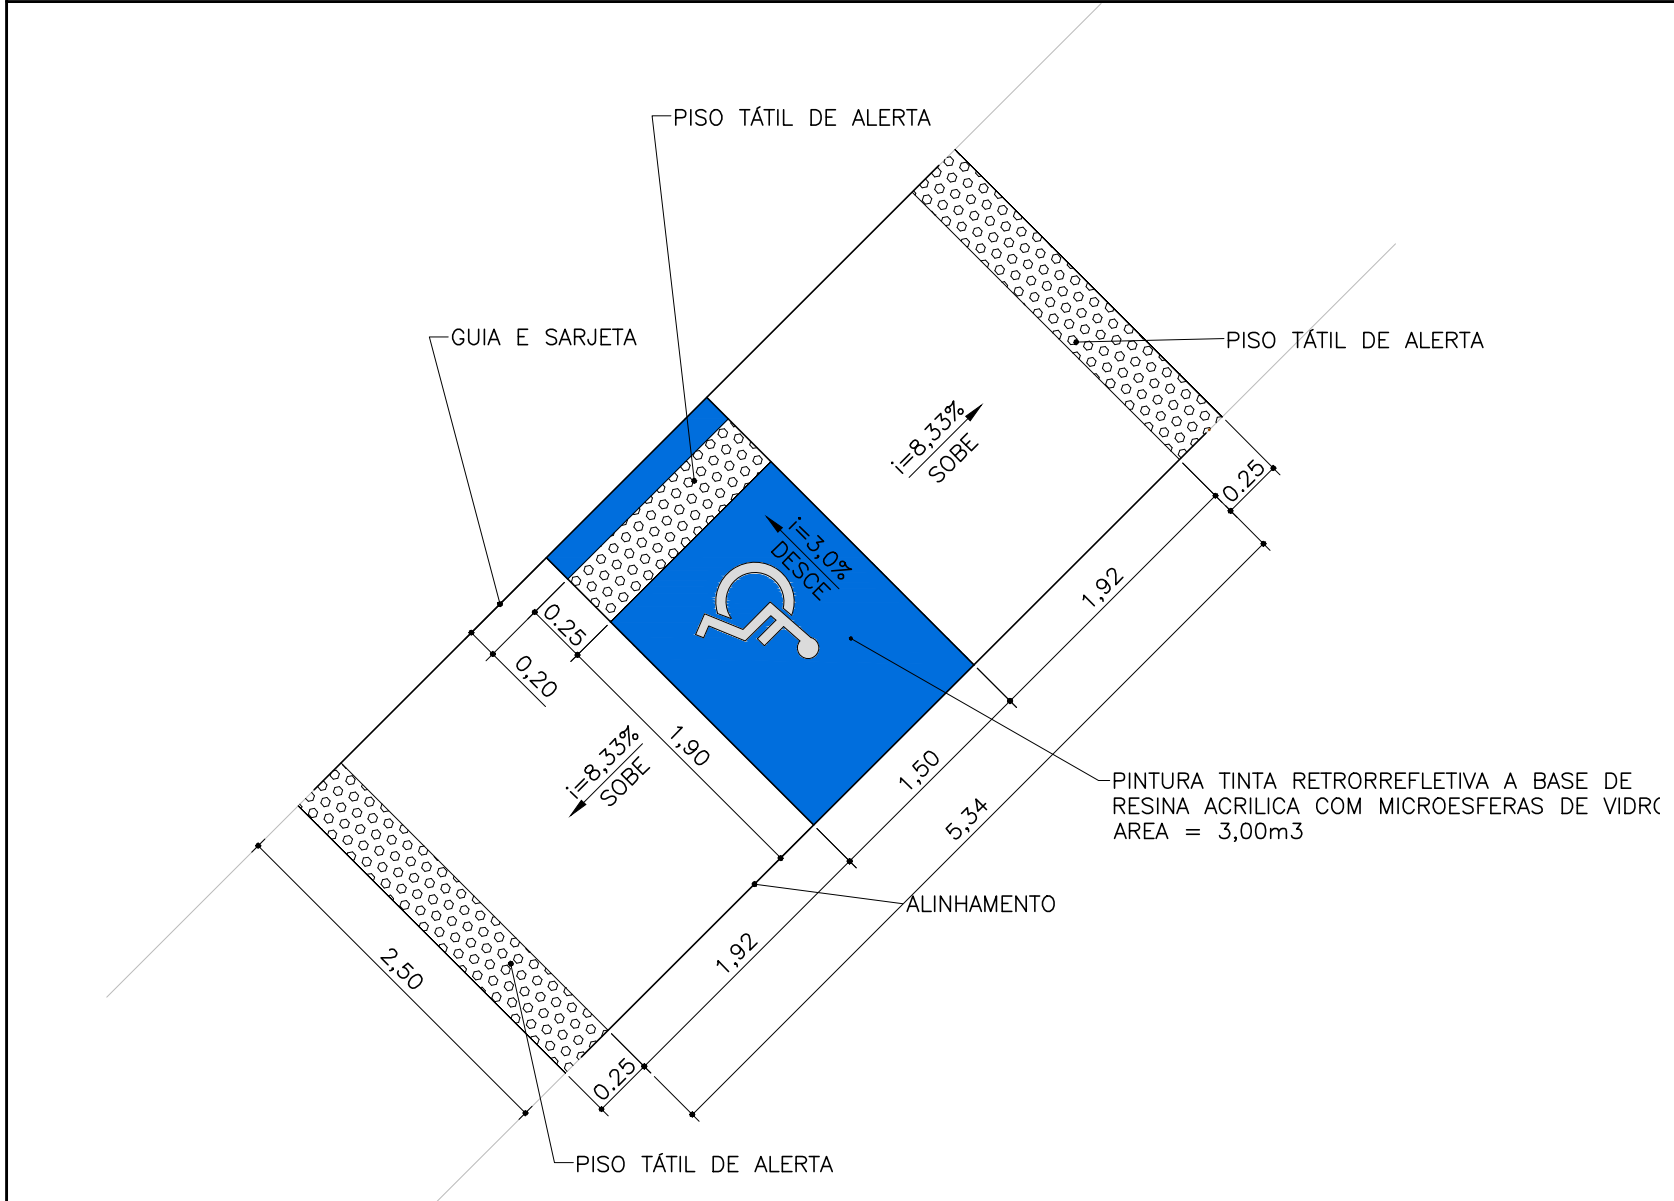 PISO TÁTIL DE ALERTA
GUIA E SARJETA
PISO TÁTIL DE ALERTA
i=8,33%
SOBE
0.25
i=3,0%
DESCE
1,92
0.25
0,20
1,90
i=8,33%
SOBE
1,50
5,34
PINTURA TINTA RETRORREFLETIVA A BASE DE
RESINA ACRILICA COM MICROESFERAS DE VIDRO
AREA = 3,00m3
ALINHAMENTO
1,92
2,50
0.25
PISO TÁTIL DE ALERTA